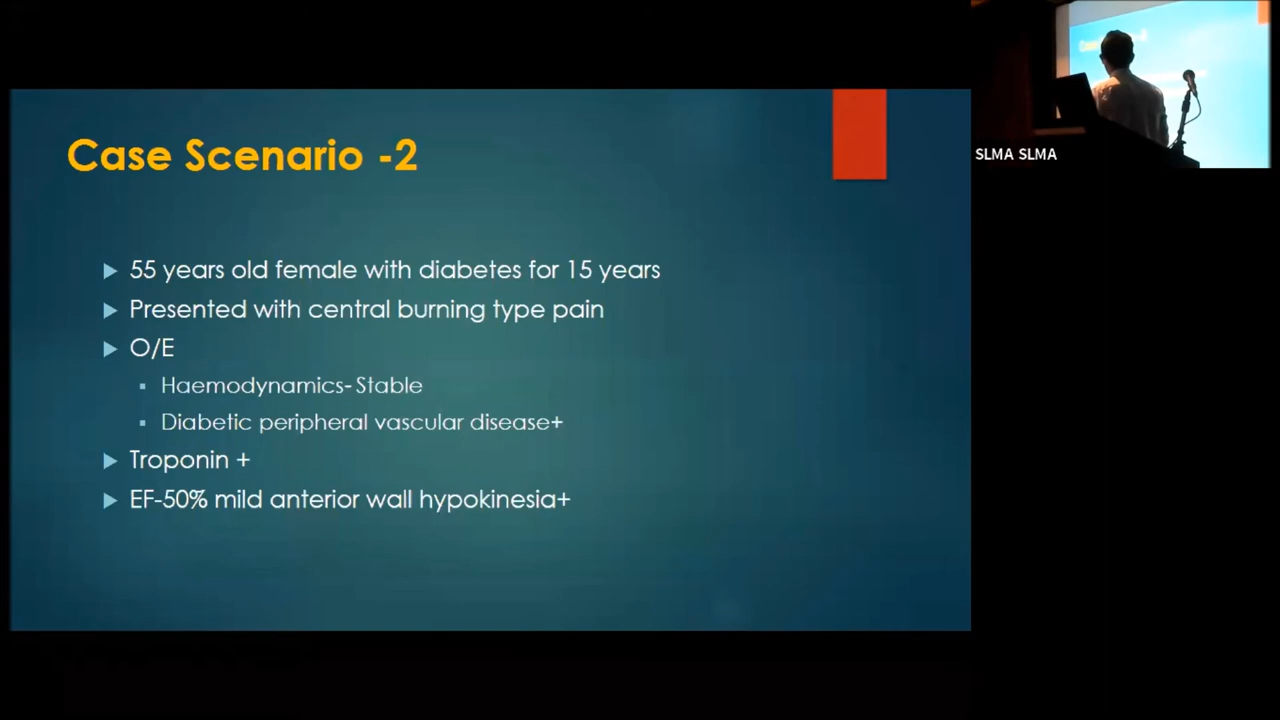 Case Scenario -2
55 years old female with diabetes for 15 years
Presented with central burning type pain
O/E
Haemodynamics- Stable
Diabetic peripheral vascular disease+
Troponin +
EF-50% mild anterior wall hypokinesia+
SLMA SLMA